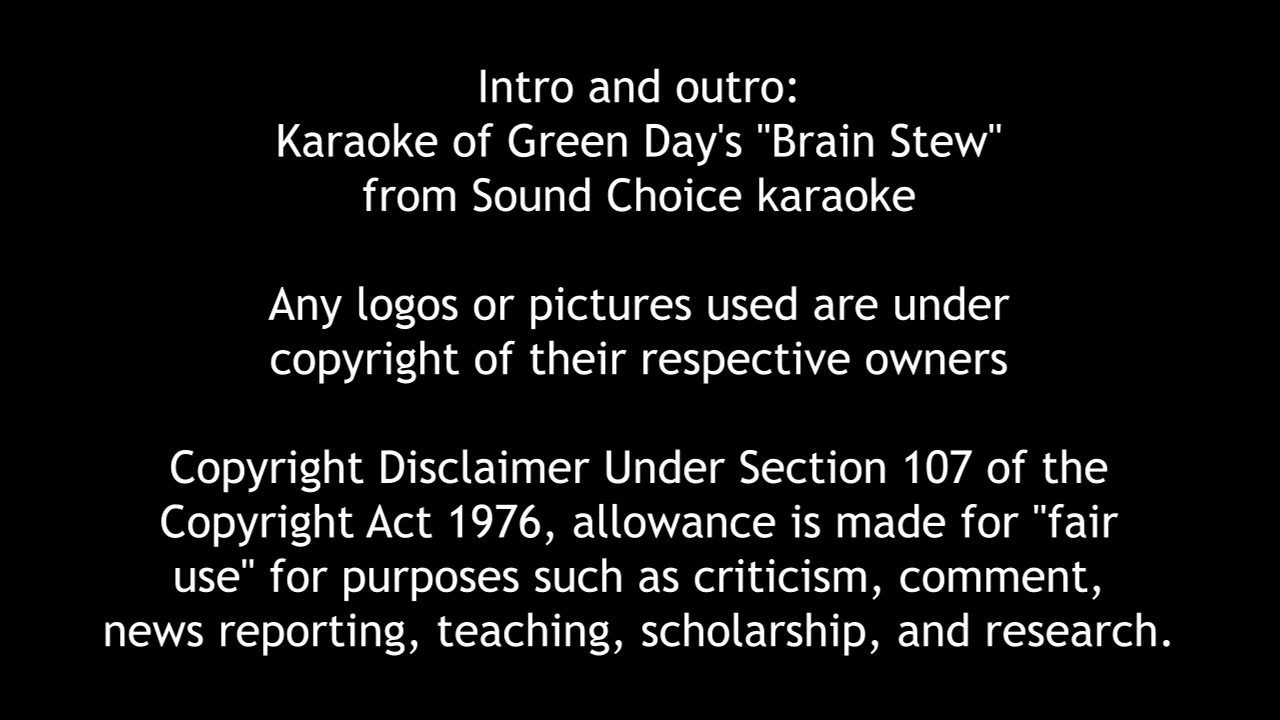 Intro and outro:
Karaoke of Green Day's "Brain Stew"
from Sound Choice karaoke
Any logos or pictures used are under
copyright of their respective owners
Copyright Disclaimer Under Section 107 of the
Copyright Act 1976, allowance is made for "fair
use" for purposes such as criticism, comment,
news reporting, teaching, scholarship, and research.